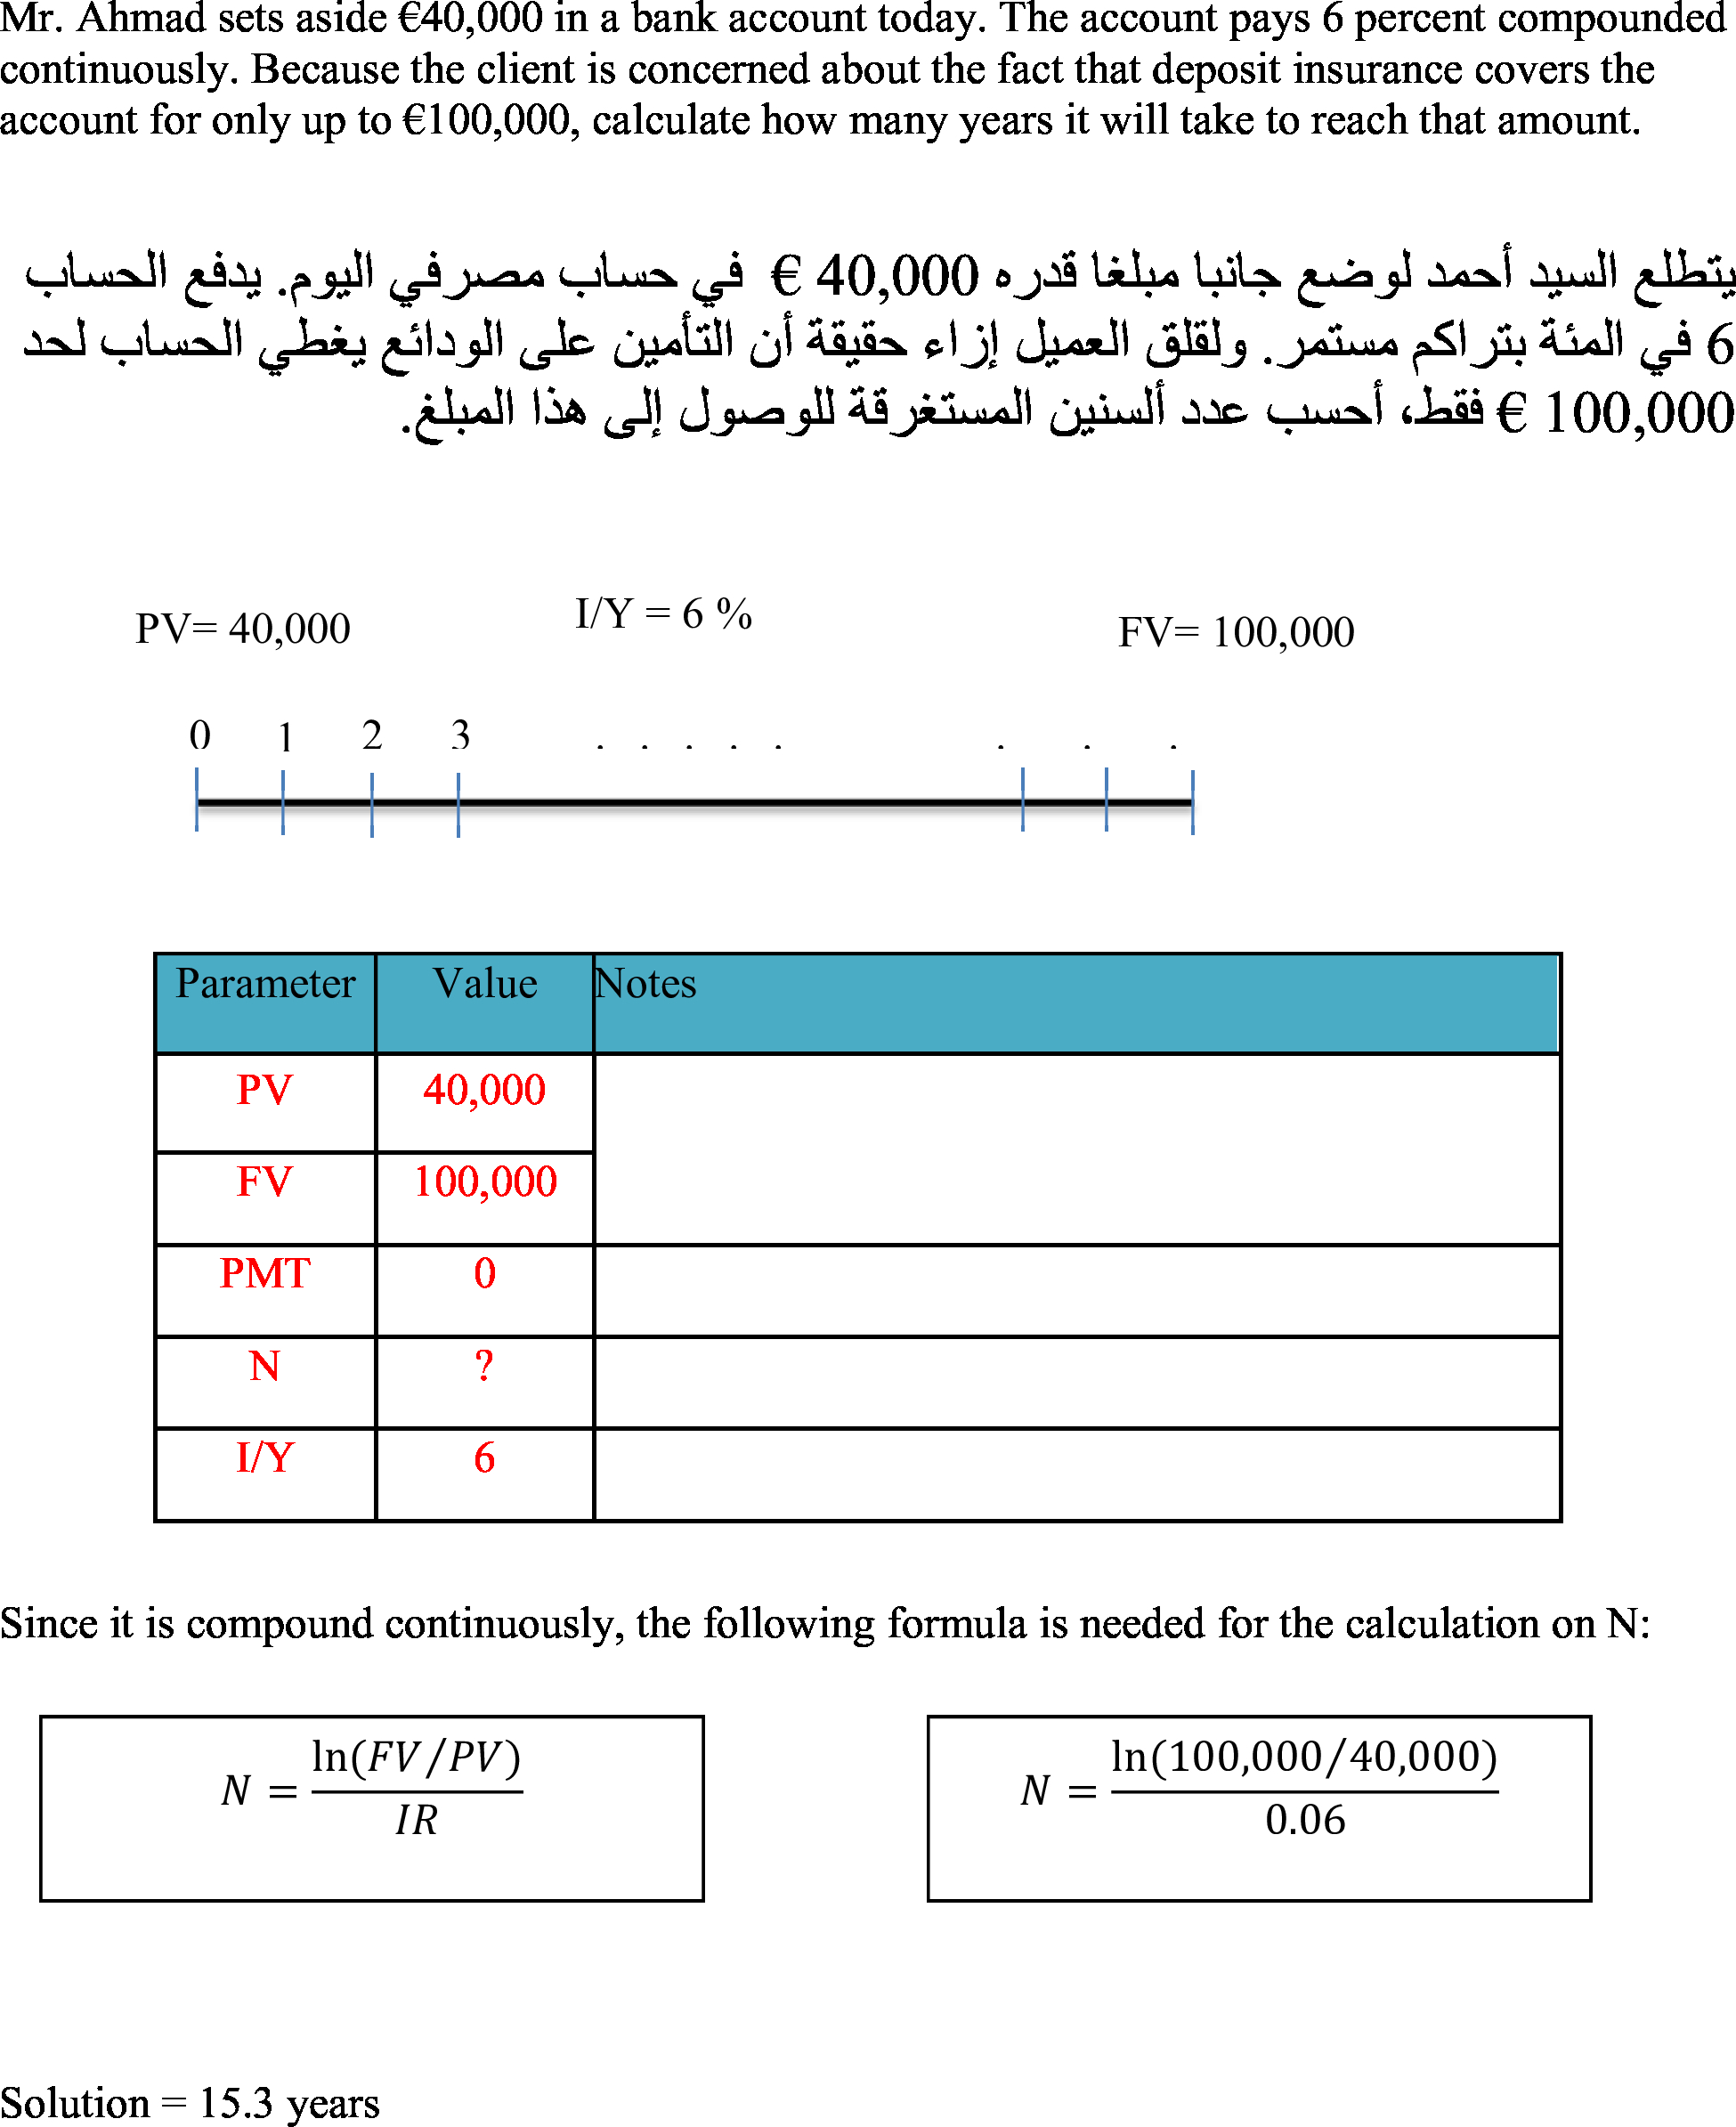 Mr. Ahmad sets aside €40,000 in a bank account today. The account pays 6 percent compounded
continuously. Because the client is concerned about the fact that deposit insurance covers the
account for only up to €100,000, calculate how many years it will take to reach that amount.
يتطلع السيد أحمد لوضع جانبا مبلغا قدره 40,000 € في حساب مصرفي اليوم. يدفع الحساب
6 في المئة بتراكم مستمر. ولقلق العميل إزاء حقيقة أن التأمين على الودائع يغطي الحساب لحد
100,000 € فقط، أحسب عدد ألسنين المستغرقة للوصول إلى هذا المبلغ.
PV= 40,000 I/Y = 6 % FV= 100,000
0 1 2 3 . . . . . . . .
Parameter Value Notes
PV 40,000
FV 100,000
PMT 0
N ?
I/Y 6
Since it is compound continuously, the following formula is needed for the calculation on N:
N = ln(FV/PV) / IR
N = ln(100,000/40,000) / 0.06
Solution = 15.3 years